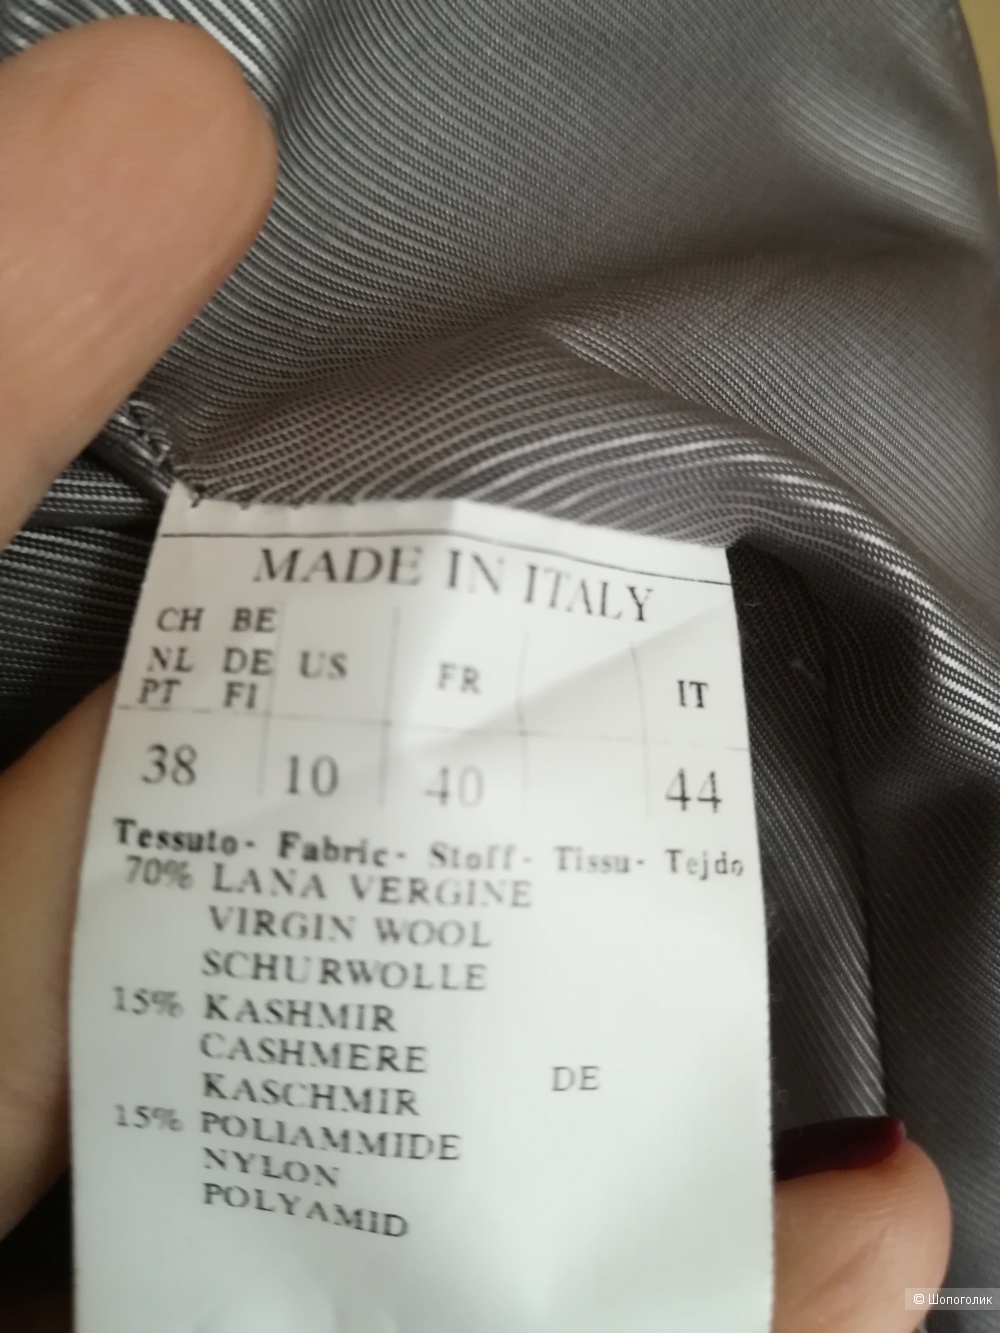 MADE IN ITALY
CH BE
NL DE US FR IT
PT FI
38 10 40 44
Tessuto- Fabric- Stoff- Tissu- Tejdo
70% LANA VERGINE
VIRGIN WOOL
SCHURWOLLE
15% KASHMIR
CASHMERE
KASCHMIR DE
15% POLIAMMIDE
NYLON
POLYAMID
© Шопоголик